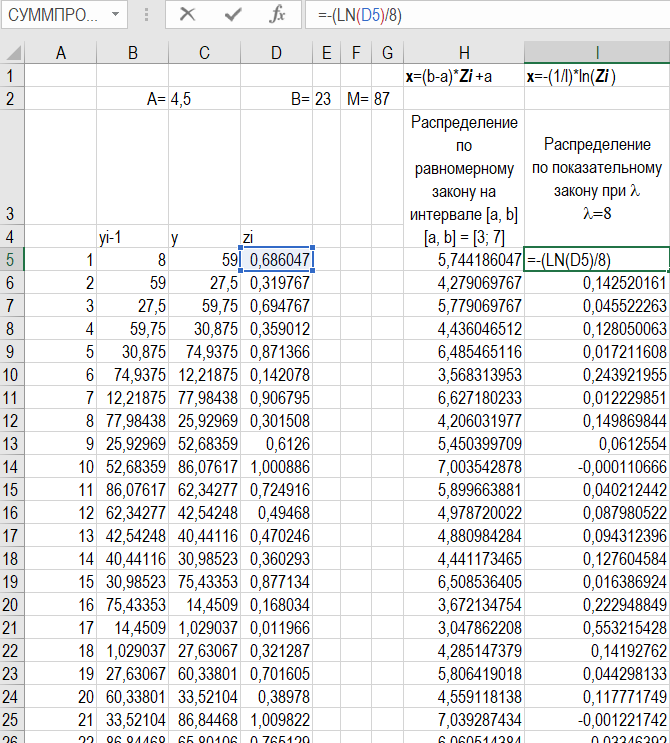 СУММПРО... =-(LN(D5)/8)
A B C D E F G H I
1 x=(b-a)*Zi +a x=-(1/l)*ln(Zi )
2 A= 4,5 B= 23 M= 87
3 Распределение
по
равномерному
закону на
интервале [a, b] Распределение
по показательному
закону при λ
λ=8
4 yi-1 y zi [a, b] = [3; 7]
5 1 8 59 0,686047 5,744186047 =-(LN(D5)/8)
6 2 59 27,5 0,319767 4,279069767 0,142520161
7 3 27,5 59,75 0,694767 5,779069767 0,045522263
8 4 59,75 30,875 0,359012 4,436046512 0,128050063
9 5 30,875 74,9375 0,871366 6,485465116 0,017211608
10 6 74,9375 12,21875 0,142078 3,568313953 0,243921955
11 7 12,21875 77,98438 0,906795 6,627180233 0,012229851
12 8 77,98438 25,92969 0,301508 4,206031977 0,149869844
13 9 25,92969 52,68359 0,6126 5,450399709 0,0612554
14 10 52,68359 86,07617 1,000886 7,003542878 -0,000110666
15 11 86,07617 62,34277 0,724916 5,899663881 0,040212442
16 12 62,34277 42,54248 0,49468 4,978720022 0,087980522
17 13 42,54248 40,44116 0,470246 4,880984284 0,094312396
18 14 40,44116 30,98523 0,360293 4,441173465 0,127604584
19 15 30,98523 75,43353 0,877134 6,508536405 0,016386924
20 16 75,43353 14,4509 0,168034 3,672134754 0,222948849
21 17 14,4509 1,029037 0,011966 3,047862208 0,553215428
22 18 1,029037 27,63067 0,321287 4,285147379 0,14192762
23 19 27,63067 60,33801 0,701605 5,806419018 0,044298133
24 20 60,33801 33,52104 0,38978 4,559118138 0,117771749
25 21 33,52104 86,84468 1,009822 7,039287434 -0,001221742
26 22 86,84468 65,80106 0,765129 6,060514384 0,03346392